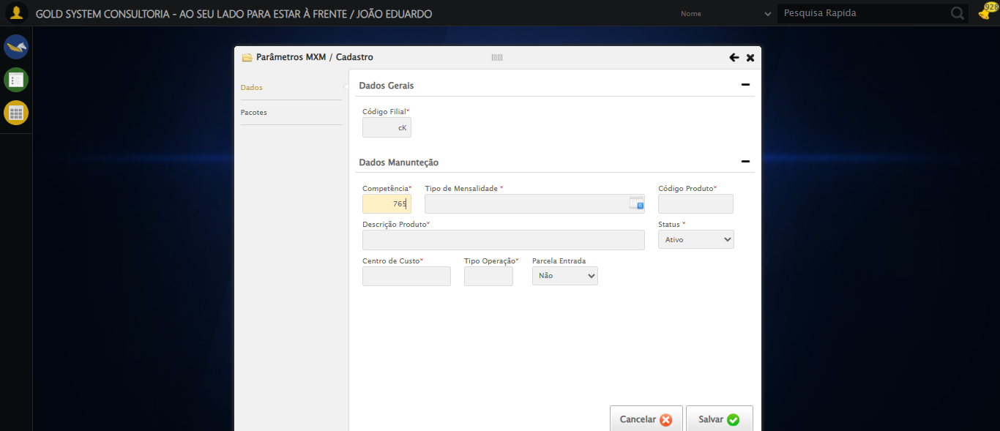 GOLD SYSTEM CONSULTORIA - AO SEU LADO PARA ESTAR À FRENTE / JOÃO EDUARDO
Nome
Pesquisa Rapida
928
Parâmetros MXM / Cadastro
Dados
Pacotes
Dados Gerais
Código Filial*
cK
Dados Manunteção
Competência* Tipo de Mensalidade * Código Produto*
765
Descrição Produto* Status *
Ativo
Centro de Custo* Tipo Operação* Parcela Entrada
Não
Cancelar Salvar